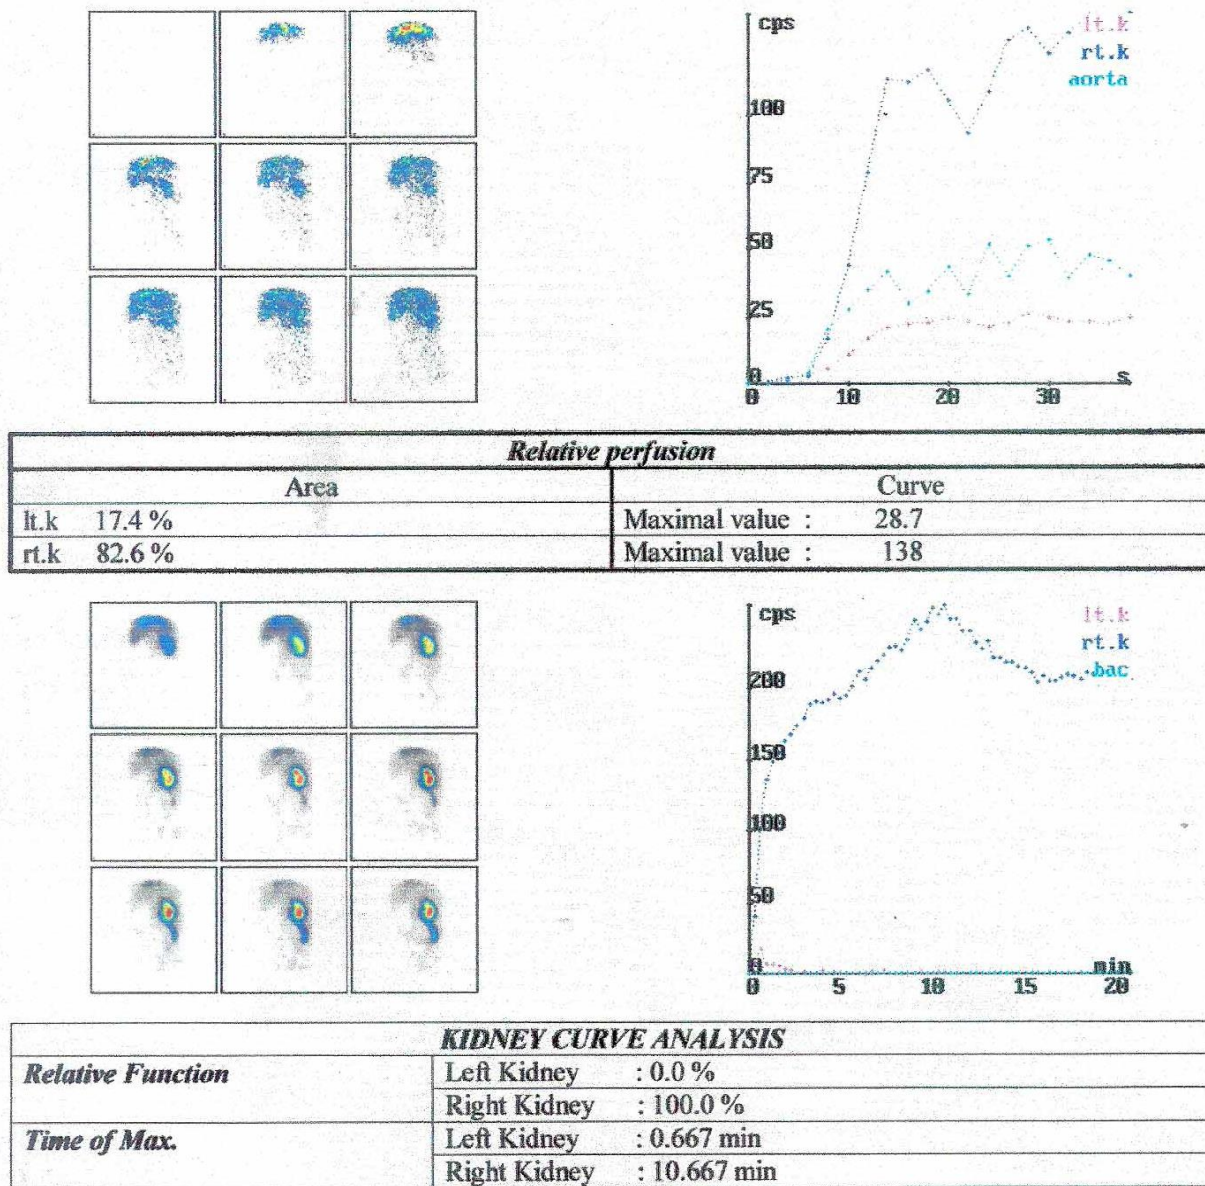 cps
lt.k
rt.k
aorta
100
75
50
25
0
s
0 10 20 30
Relative perfusion
Area Curve
lt.k 17.4 % Maximal value : 28.7
rt.k 82.6 % Maximal value : 138
cps
lt.k
rt.k
bac
200
150
100
50
0
min
0 5 10 15 20
KIDNEY CURVE ANALYSIS
Relative Function Left Kidney : 0.0 %
Right Kidney : 100.0 %
Time of Max. Left Kidney : 0.667 min
Right Kidney : 10.667 min